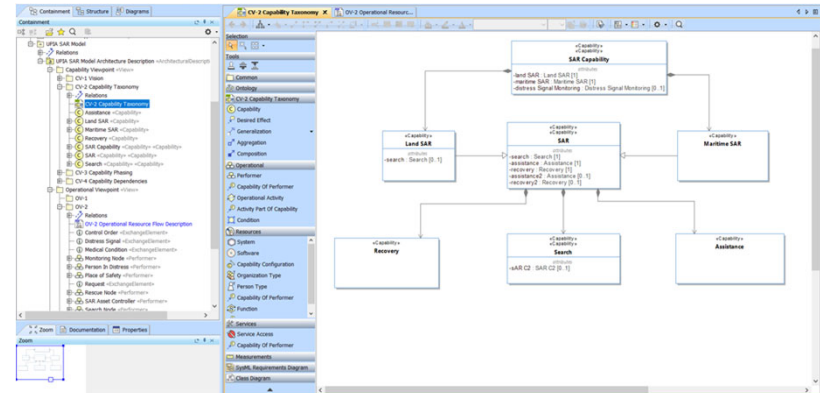 Containment
Structure
Diagrams
Containment
UFIA SAR Model
Relations
UFIA SAR Model Architecture Description «ArchitecturalDescripti
Capability Viewpoint «View»
CV-1 Vision
CV-2 Capability Taxonomy
Relations
CV-2 Capability Taxonomy
Assistance «Capability»
Land SAR «Capability»
Maritime SAR «Capability»
Recovery «Capability»
SAR Capability «Capability» «Capability»
SAR «Capability» «Capability»
Search «Capability» «Capability»
CV-3 Capability Phasing
CV-4 Capability Dependencies
Operational Viewpoint «View»
OV-1
OV-2
Relations
OV-2 Operational Resource Flow Description
Control Order «ExchangeElement»
Distress Signal «ExchangeElement»
Medical Condition «ExchangeElement»
Monitoring Node «Performer»
Person In Distress «Performer»
Place of Safety «Performer»
Request «ExchangeElement»
Rescue Node «Performer»
SAR Asset Controller «Performer»
Search Node «Performer»
Zoom
Documentation
Properties
Zoom
CV-2 Capability Taxonomy
OV-2 Operational Resourc...
Selection
Tools
Common
Ontology
CV-2 Capability Taxonomy
Capability
Desired Effect
Generalization
Aggregation
Composition
Operational
Performer
Capability Of Performer
Operational Activity
Activity Part Of Capability
Condition
Resources
System
Software
Capability Configuration
Organization Type
Person Type
Capability Of Performer
Function
Services
Service Access
Capability Of Performer
Measurements
SysML Requirements Diagram
Class Diagram
«Capability»
«Capability»
SAR Capability
attributes
-land SAR : Land SAR [1]
-maritime SAR : Maritime SAR [1]
-distress Signal Monitoring : Distress Signal Monitoring [0..1]
«Capability»
Land SAR
attributes
-search : Search [0..1]
«Capability»
«Capability»
SAR
attributes
-search : Search [1]
-assistance : Assistance [1]
-recovery : Recovery [1]
-assistance2 : Assistance [0..1]
-recovery2 : Recovery [0..1]
«Capability»
Maritime SAR
«Capability»
Recovery
«Capability»
«Capability»
Search
attributes
-sAR C2 : SAR C2 [0..1]
«Capability»
Assistance